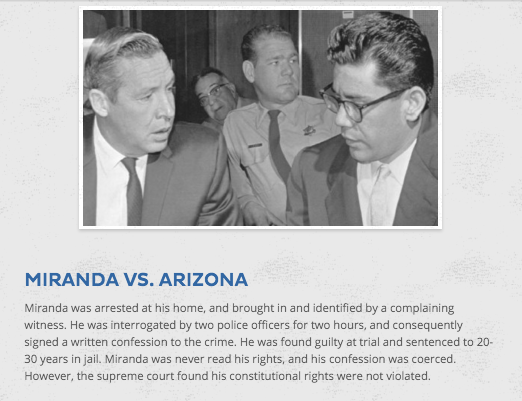 MIRANDA VS. ARIZONA
Miranda was arrested at his home, and brought in and identified by a complaining
witness. He was interrogated by two police officers for two hours, and consequently
signed a written confession to the crime. He was found guilty at trial and sentenced to 20-
30 years in jail. Miranda was never read his rights, and his confession was coerced.
However, the supreme court found his constitutional rights were not violated.